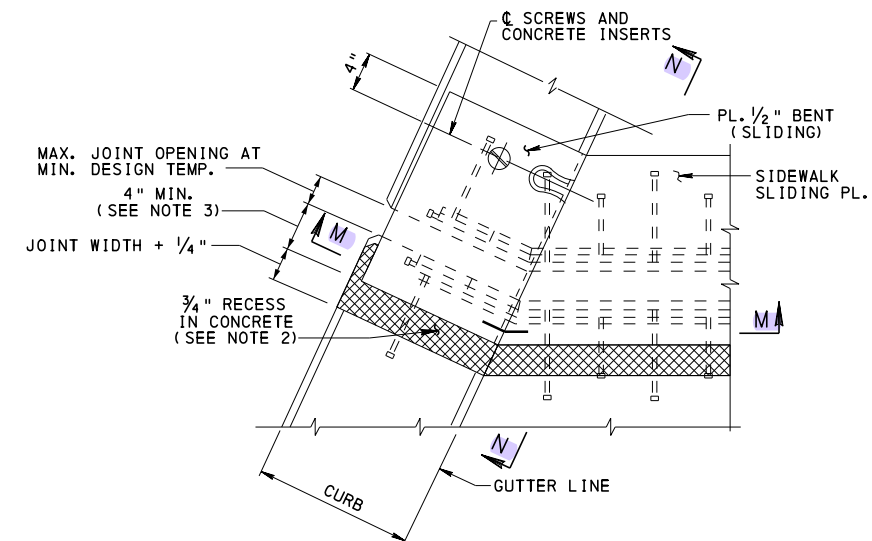 ℄ SCREWS AND
CONCRETE INSERTS
4"
N
PL. 1/2" BENT
(SLIDING)
MAX. JOINT OPENING AT
MIN. DESIGN TEMP.
SIDEWALK
SLIDING PL.
4" MIN.
(SEE NOTE 3)
M
JOINT WIDTH + 1/4"
3/4" RECESS
IN CONCRETE
(SEE NOTE 2)
M
N
GUTTER LINE
CURB